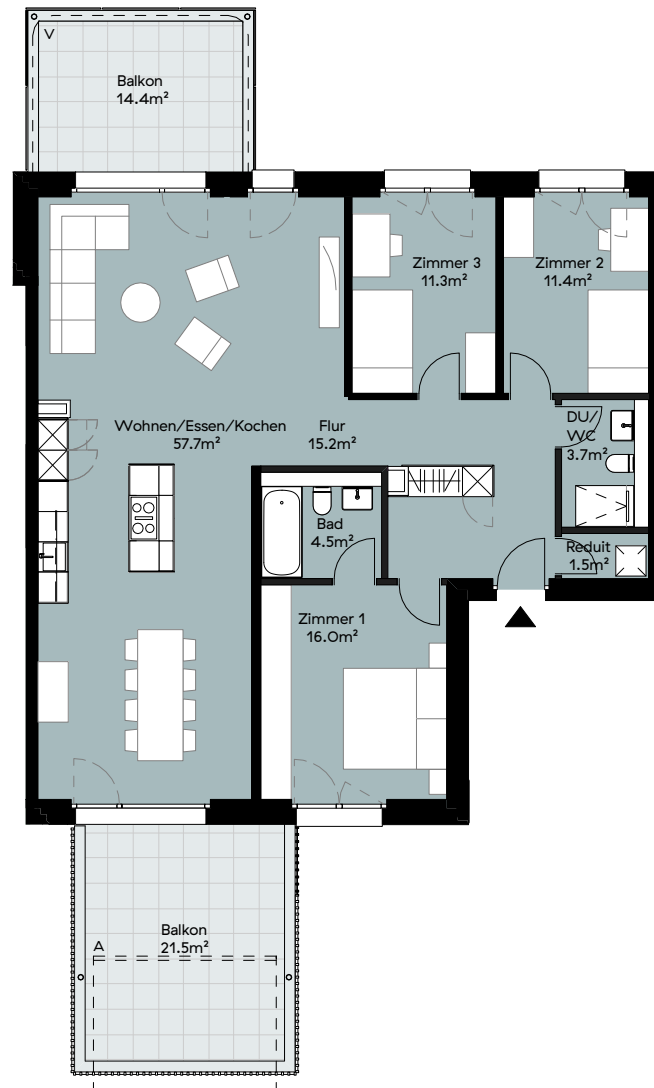 V
Balkon
14.4m²
Zimmer 3
11.3m²
Zimmer 2
11.4m²
Wohnen/Essen/Kochen
57.7m²
Flur
15.2m²
DU/
WC
3.7m²
Bad
4.5m²
Reduit
1.5m²
Zimmer 1
16.0m²
Balkon
21.5m²
A